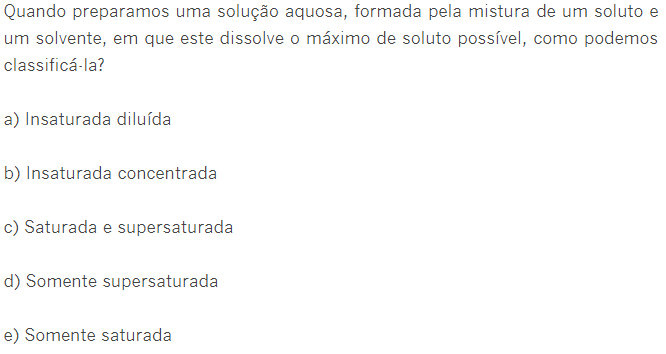 Quando preparamos uma solução aquosa, formada pela mistura de um soluto e
um solvente, em que este dissolve o máximo de soluto possível, como podemos
classificá-la?
a) Insaturada diluída
b) Insaturada concentrada
c) Saturada e supersaturada
d) Somente supersaturada
e) Somente saturada